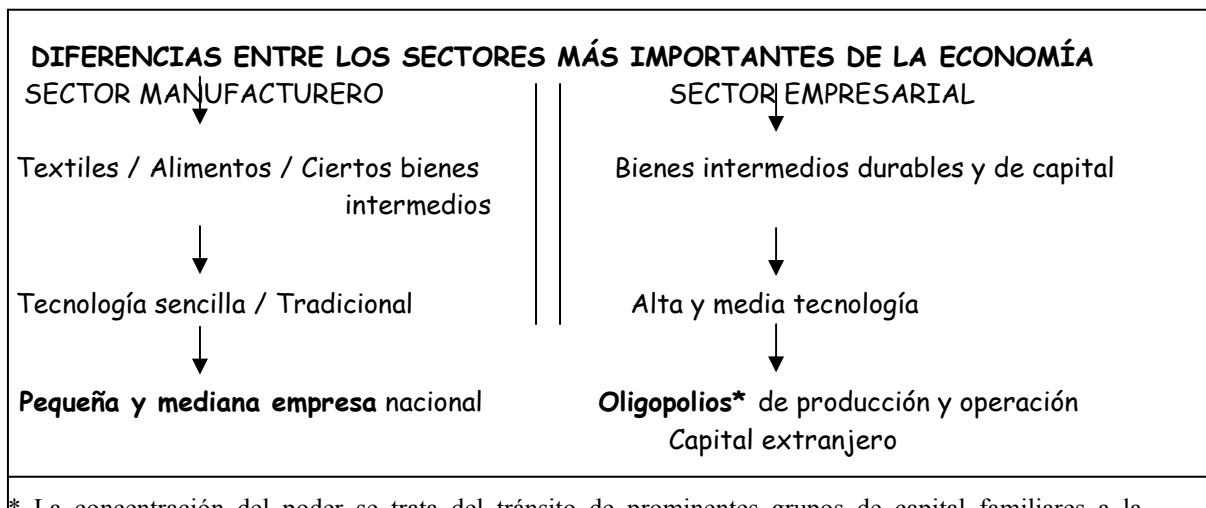 DIFERENCIAS ENTRE LOS SECTORES MÁS IMPORTANTES DE LA ECONOMÍA
SECTOR MANUFACTURERO
SECTOR EMPRESARIAL
Textiles / Alimentos / Ciertos bienes
intermedios
Bienes intermedios durables y de capital
Tecnología sencilla / Tradicional
Alta y media tecnología
Pequeña y mediana empresa nacional
Oligopolios* de producción y operación
Capital extranjero
* La concentración del poder se trata del tránsito de prominentes grupos de capital familiares a la